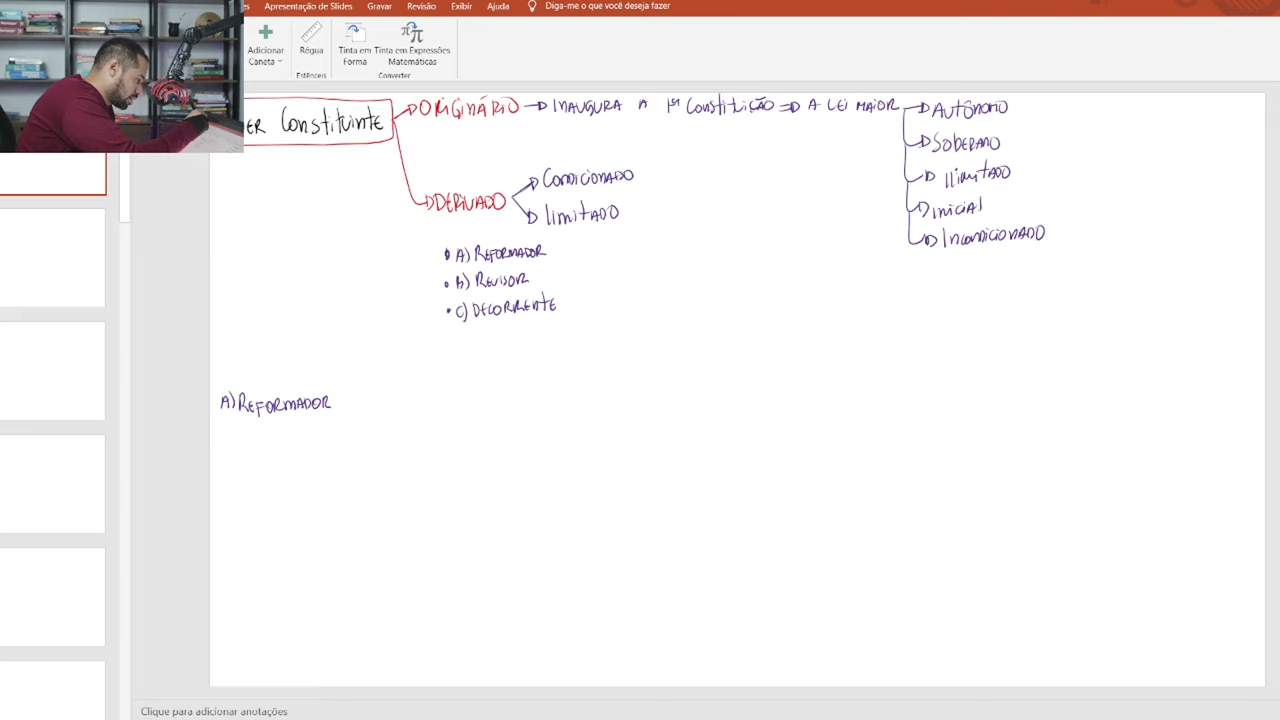 es Apresentação de Slides Gravar Revisão Exibir Ajuda Diga-me o que você deseja fazer
Adicionar Caneta
Régua
Tinta em Forma
Tinta em Expressões Matemáticas
Estênceis
Converter
ER Constituinte
ORIGINÁRIO INAUGURA A 1ª Constituição A LEI MAIOR AUTÔNOMO
SOBERANO
ILIMITADO
INICIAL
INCONDICIONADO
DERIVADO
CONDICIONADO
LIMITADO
A) REFORMADOR
B) REVISOR
C) DECORRENTE
A) REFORMADOR
Clique para adicionar anotações